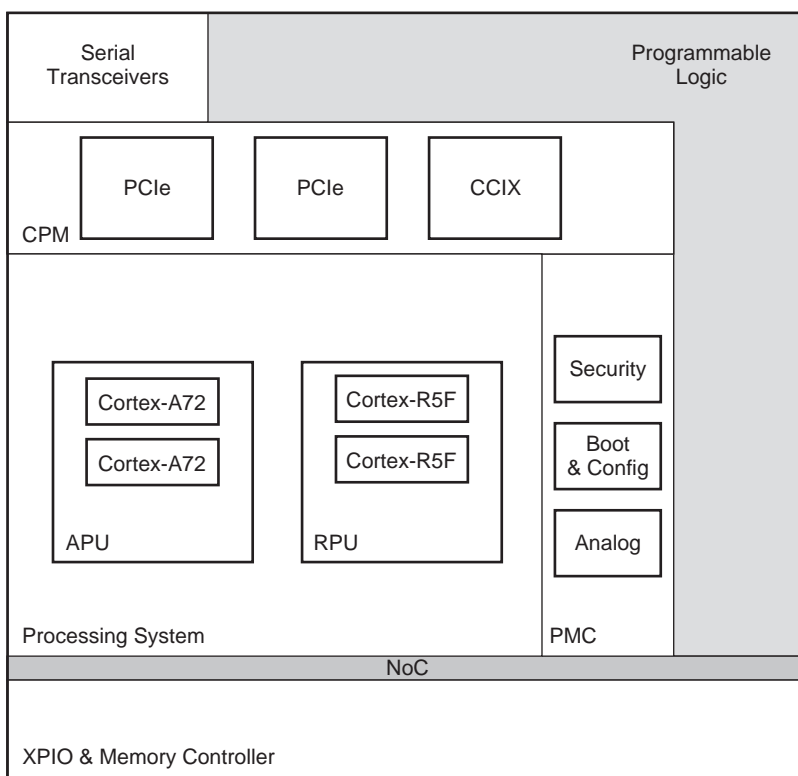 Serial
Transceivers
Programmable
Logic
PCIe
PCIe
CCIX
CPM
Security
Cortex-A72
Cortex-R5F
Boot
& Config
Cortex-A72
Cortex-R5F
APU
RPU
Analog
Processing System
PMC
NoC
XPIO & Memory Controller